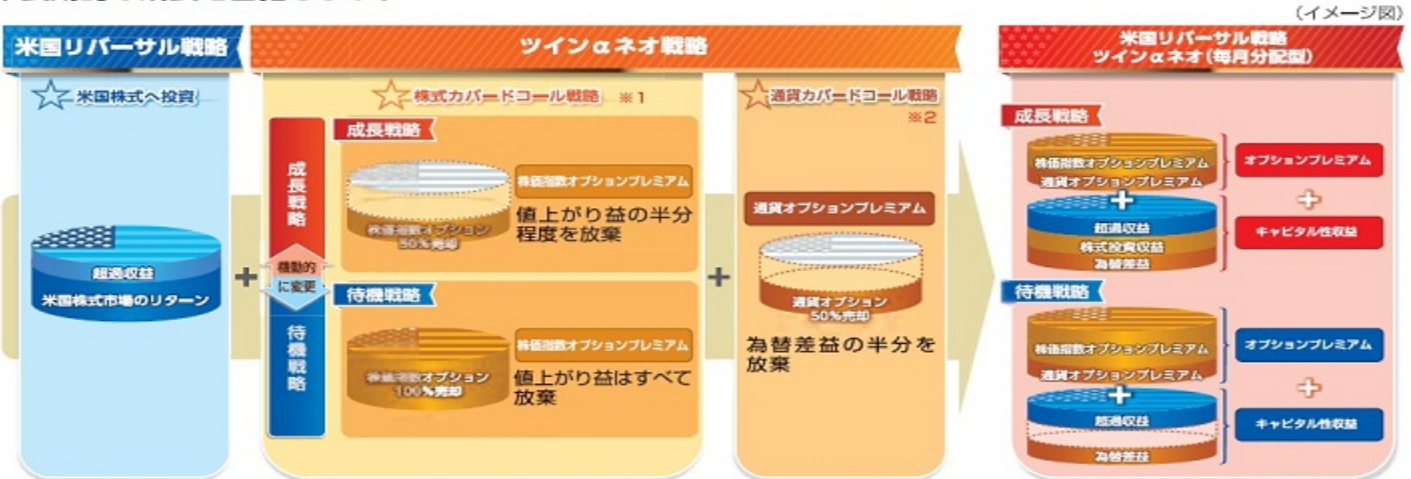 （イメージ図）
米国リバーサル戦略
ツインαネオ戦略
米国リバーサル戦略
ツインαネオ（毎月分配型）
米国株式へ投資
超過収益
米国株式市場のリターン
+
株式カバードコール戦略 ※1
成長戦略
機動的
に変更
待機戦略
成長戦略
株価指数オプション
50%売却
株価指数オプションプレミアム
値上がり益の半分
程度を放棄
待機戦略
株価指数オプション
100%売却
株価指数オプションプレミアム
値上がり益はすべて
放棄
+
通貨カバードコール戦略
※2
通貨オプションプレミアム
通貨オプション
50%売却
為替差益の半分を
放棄
成長戦略
株価指数オプションプレミアム
通貨オプションプレミアム
+
超過収益
株式投資収益
為替差益
オプションプレミアム
+
キャピタル性収益
待機戦略
株価指数オプションプレミアム
通貨オプションプレミアム
+
超過収益
為替差益
オプションプレミアム
+
キャピタル性収益